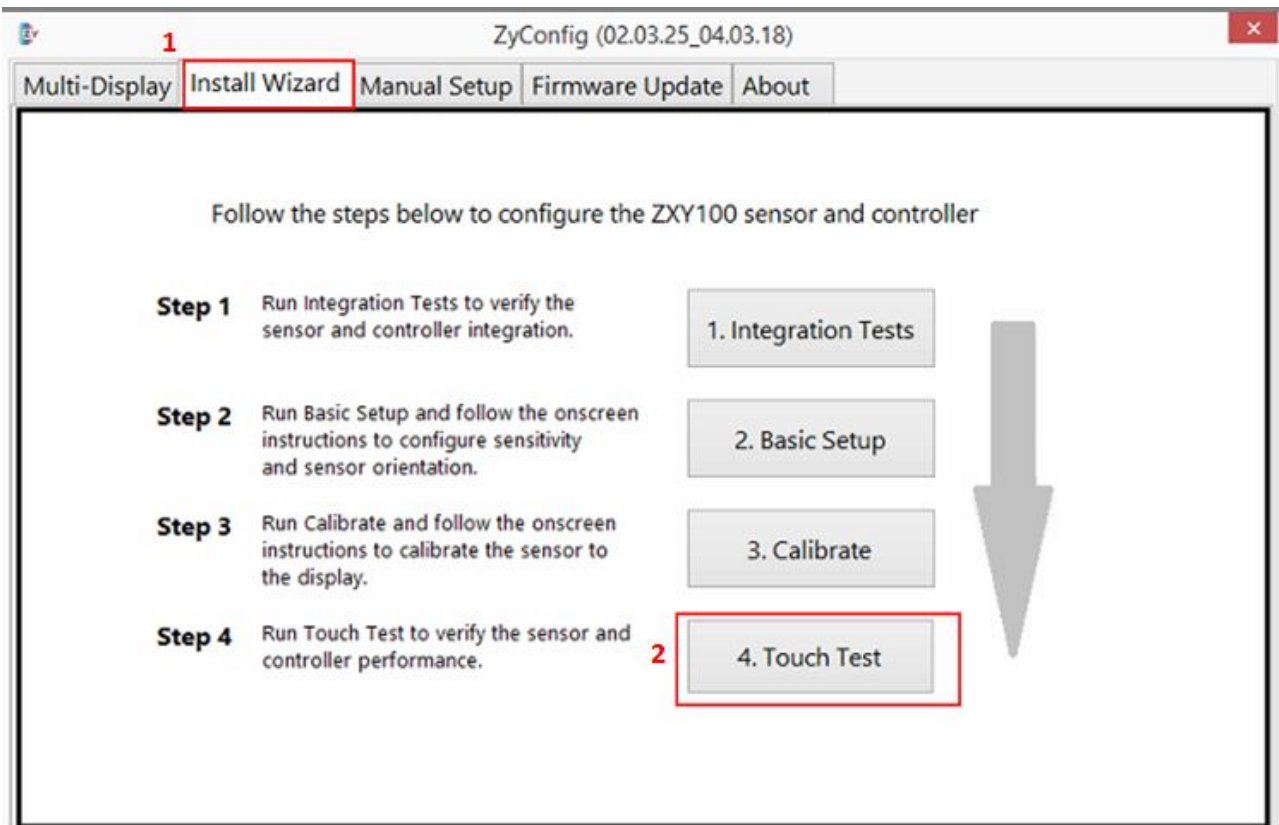 ZyConfig (02.03.25_04.03.18)
1
Multi-Display Install Wizard Manual Setup Firmware Update About
Follow the steps below to configure the ZXY100 sensor and controller
Step 1 Run Integration Tests to verify the
sensor and controller integration.
1. Integration Tests
Step 2 Run Basic Setup and follow the onscreen
instructions to configure sensitivity
and sensor orientation.
2. Basic Setup
Step 3 Run Calibrate and follow the onscreen
instructions to calibrate the sensor to
the display.
3. Calibrate
Step 4 Run Touch Test to verify the sensor and
controller performance.
2
4. Touch Test